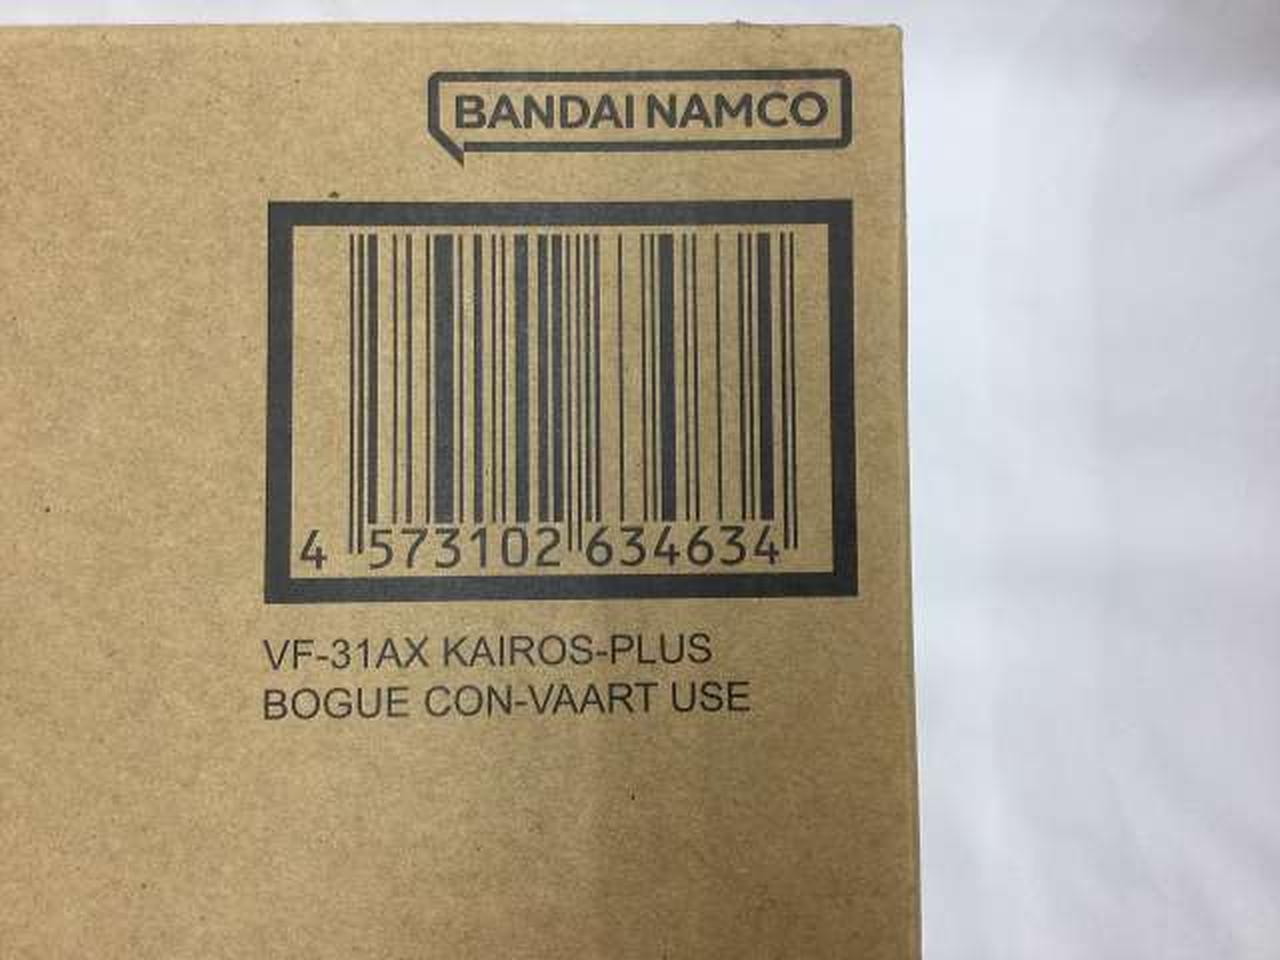 BANDAI NAMCO
4 573102 634634
VF-31AX KAIROS-PLUS
BOGUE CON-VAART USE